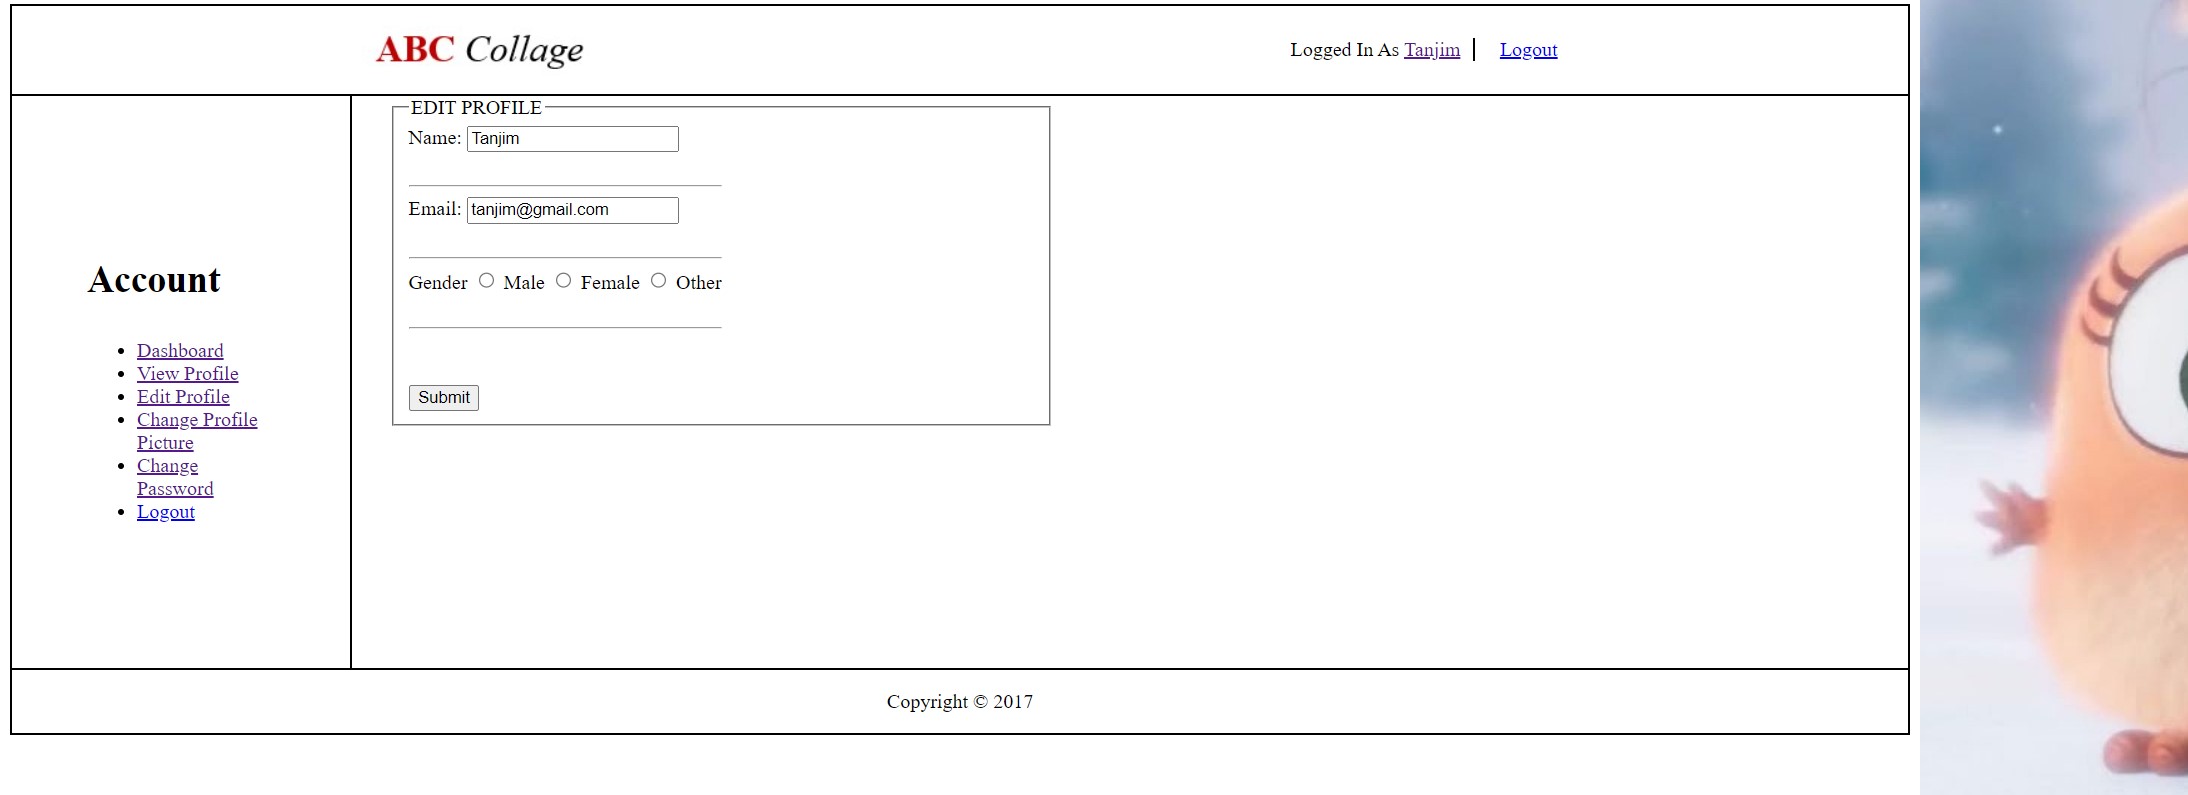 ABC Collage
Logged In As Tanjim | Logout
EDIT PROFILE
Name: Tanjim
Email: tanjim@gmail.com
Gender Male Female Other
Submit
Account
Dashboard
View Profile
Edit Profile
Change Profile
Picture
Change
Password
Logout
Copyright © 2017